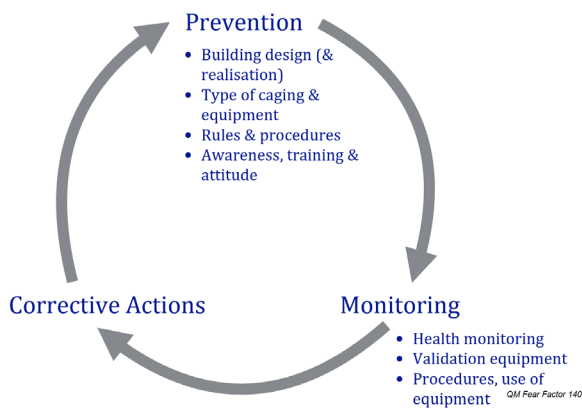 Prevention
• Building design (&
realisation)
• Type of caging &
equipment
• Rules & procedures
• Awareness, training &
attitude
Corrective Actions
Monitoring
• Health monitoring
• Validation equipment
• Procedures, use of
equipment
QM Fear Factor 140